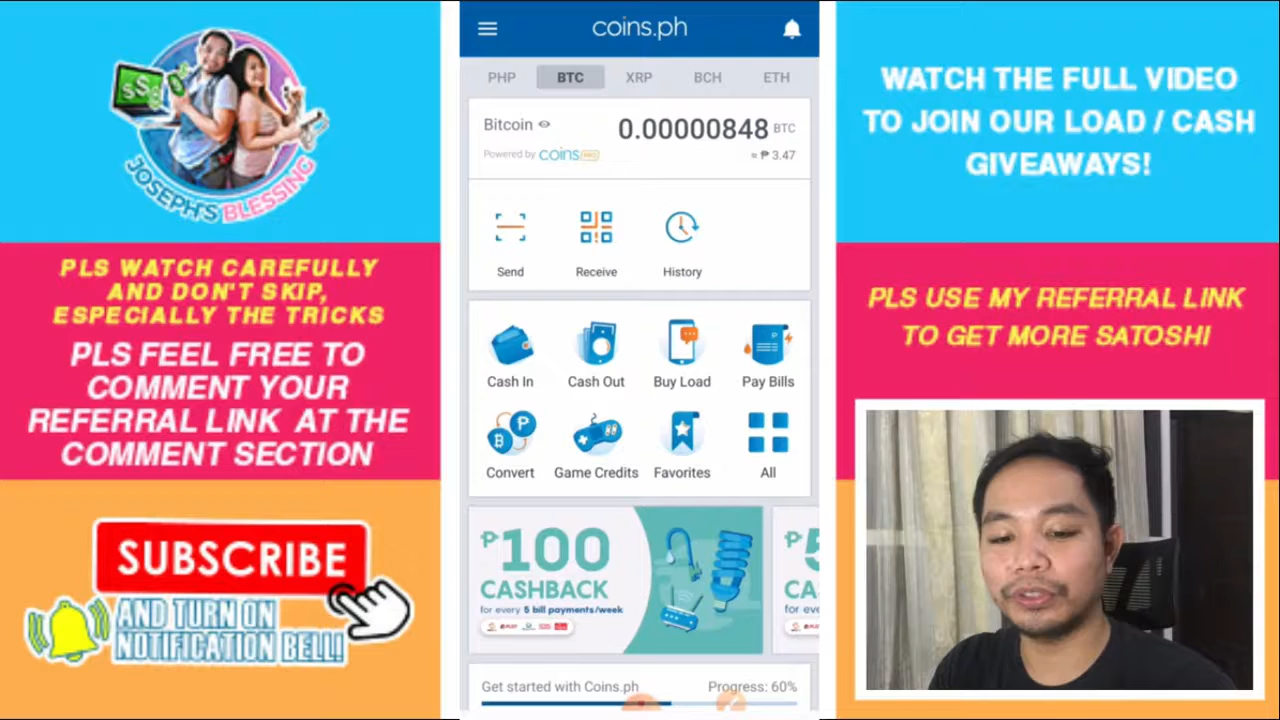 JOSEPH'S BLESSING
PLS WATCH CAREFULLY
AND DON'T SKIP,
ESPECIALLY THE TRICKS
PLS FEEL FREE TO
COMMENT YOUR
REFERRAL LINK AT THE
COMMENT SECTION
SUBSCRIBE
AND TURN ON
NOTIFICATION BELL!
coins.ph
PHP BTC XRP BCH ETH
Bitcoin 0.00000848 BTC
Powered by coins PRO ≈ ₱ 3.47
Send Receive History
Cash In Cash Out Buy Load Pay Bills
Convert Game Credits Favorites All
₱100
CASHBACK
for every 5 bill payments/week
₱5
CA
for eve
Get started with Coins.ph Progress: 60%
WATCH THE FULL VIDEO
TO JOIN OUR LOAD / CASH
GIVEAWAYS!
PLS USE MY REFERRAL LINK
TO GET MORE SATOSHI